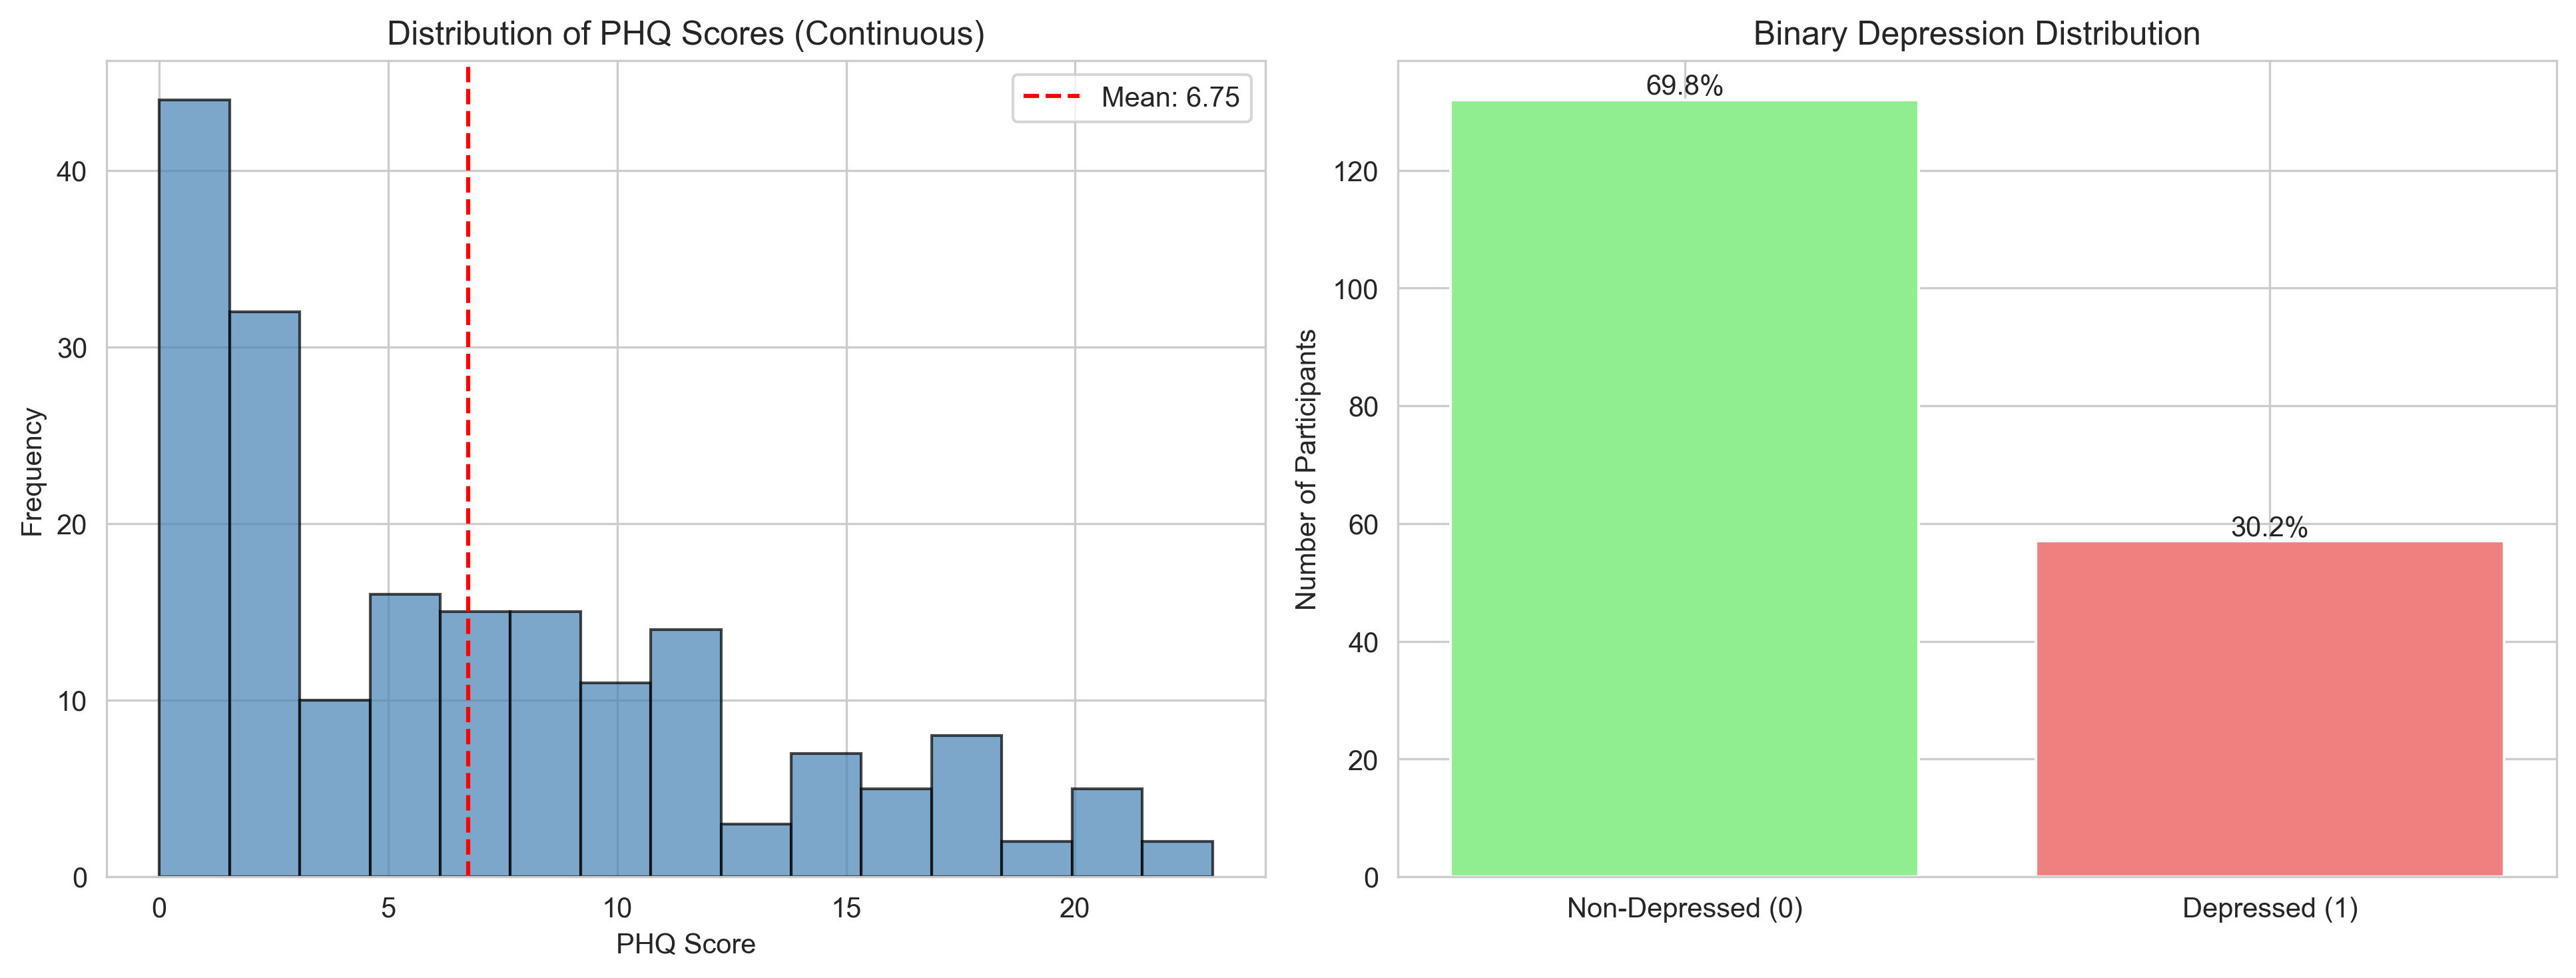 Distribution of PHQ Scores (Continuous)
Mean: 6.75
Frequency
40
30
20
10
0
0 5 10 15 20
PHQ Score
Binary Depression Distribution
69.8%
30.2%
Number of Participants
120
100
80
60
40
20
0
Non-Depressed (0) Depressed (1)